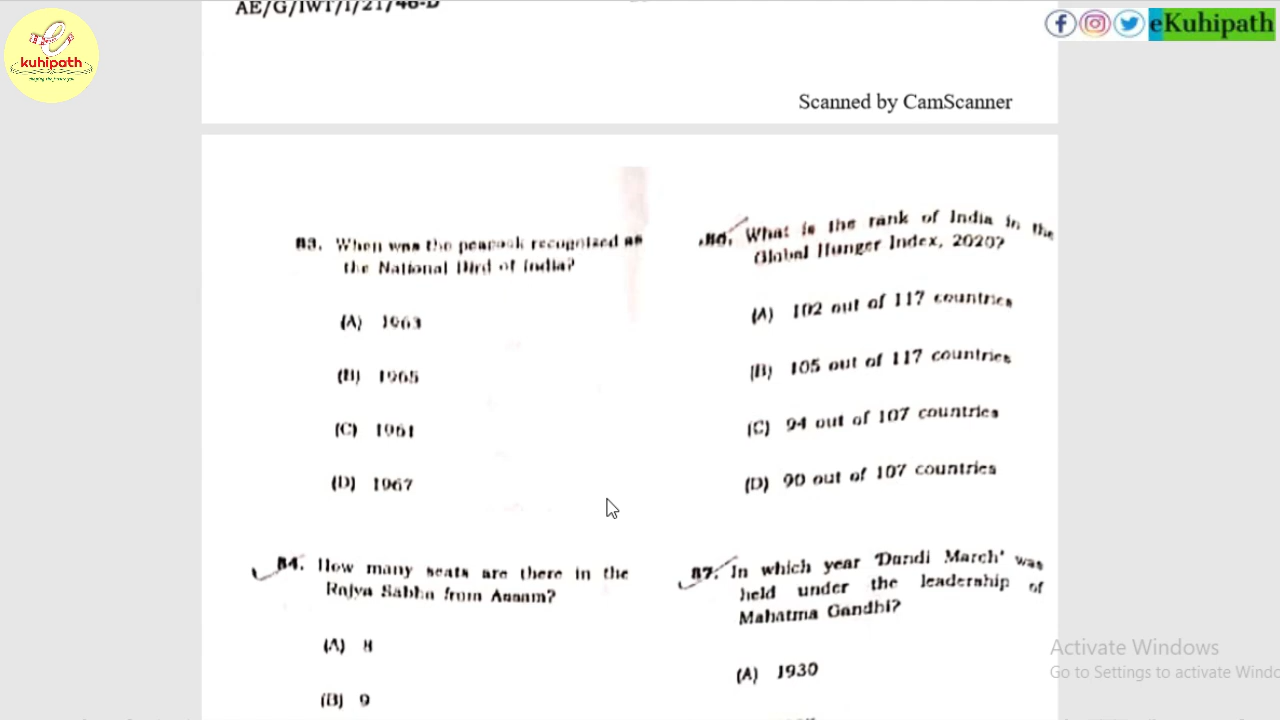 AE/G/IWT/1/21/46-D
kuhipath
eKuhipath
Scanned by CamScanner
83. When was the peacock recognized as
the National Bird of India?
(A) 1963
(B) 1965
(C) 1961
(D) 1967
84. How many seats are there in the
Rajya Sabha from Assam?
(A) 8
(B) 9
86. What is the rank of India in the
Global Hunger Index, 2020?
(A) 102 out of 117 countries
(B) 105 out of 117 countries
(C) 94 out of 107 countries
(D) 90 out of 107 countries
87. In which year 'Dandi March' was
held under the leadership of
Mahatma Gandhi?
(A) 1930
Activate Windows
Go to Settings to activate Windo